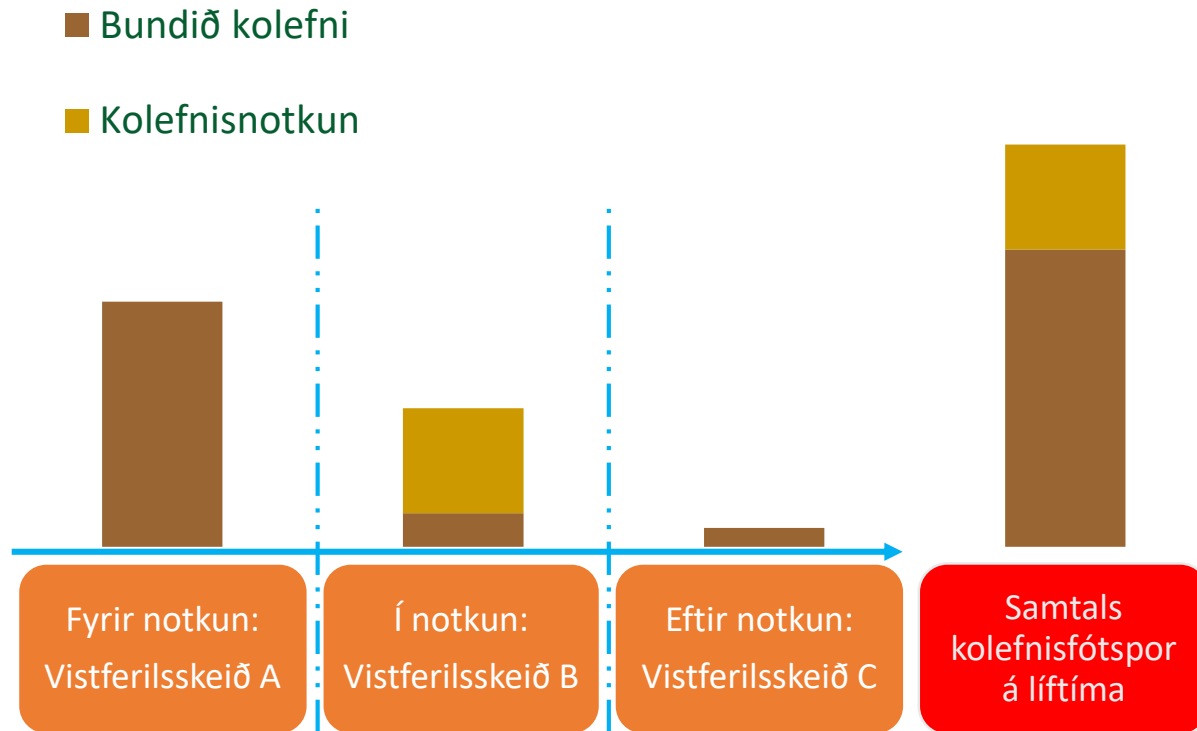 Bundið kolefni
Kolefnisnotkun
Fyrir notkun:
Vistferilsskeið A
Í notkun:
Vistferilsskeið B
Eftir notkun:
Vistferilsskeið C
Samtals
kolefnisfótspor
á líftíma